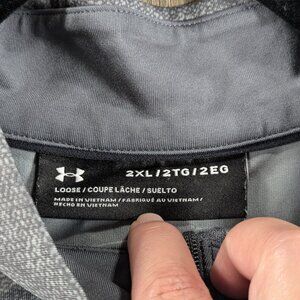 2XL/2TG/2EG
LOOSE / COUPE LÂCHE / SUELTO
MADE IN VIETNAM / FABRIQUÉ AU VIETNAM /
HECHO EN VIETNAM